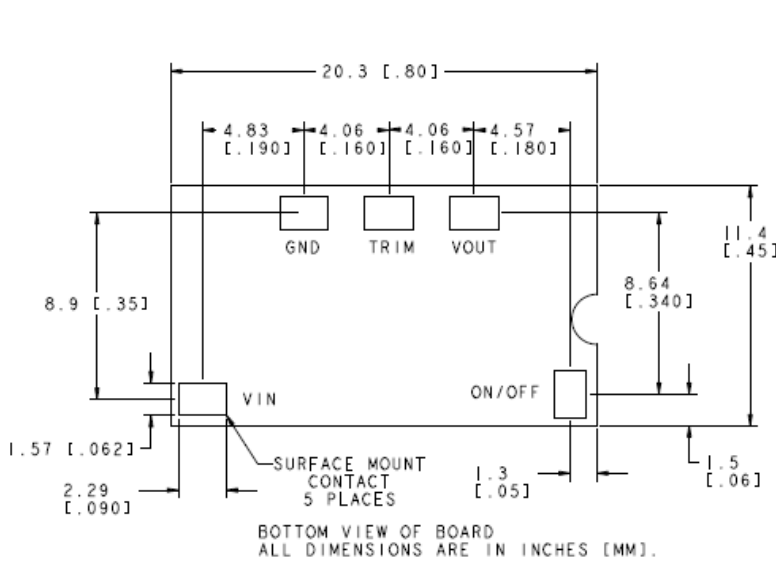 20.3 [.80]
4.83
[.190]
4.06
[.160]
4.06
[.160]
4.57
[.180]
GND
TRIM
VOUT
11.4
[.45]
8.9 [.35]
8.64
[.340]
VIN
ON/OFF
1.57 [.062]
2.29
[.090]
SURFACE MOUNT
CONTACT
5 PLACES
1.3
[.05]
1.5
[.06]
BOTTOM VIEW OF BOARD
ALL DIMENSIONS ARE IN INCHES [MM].